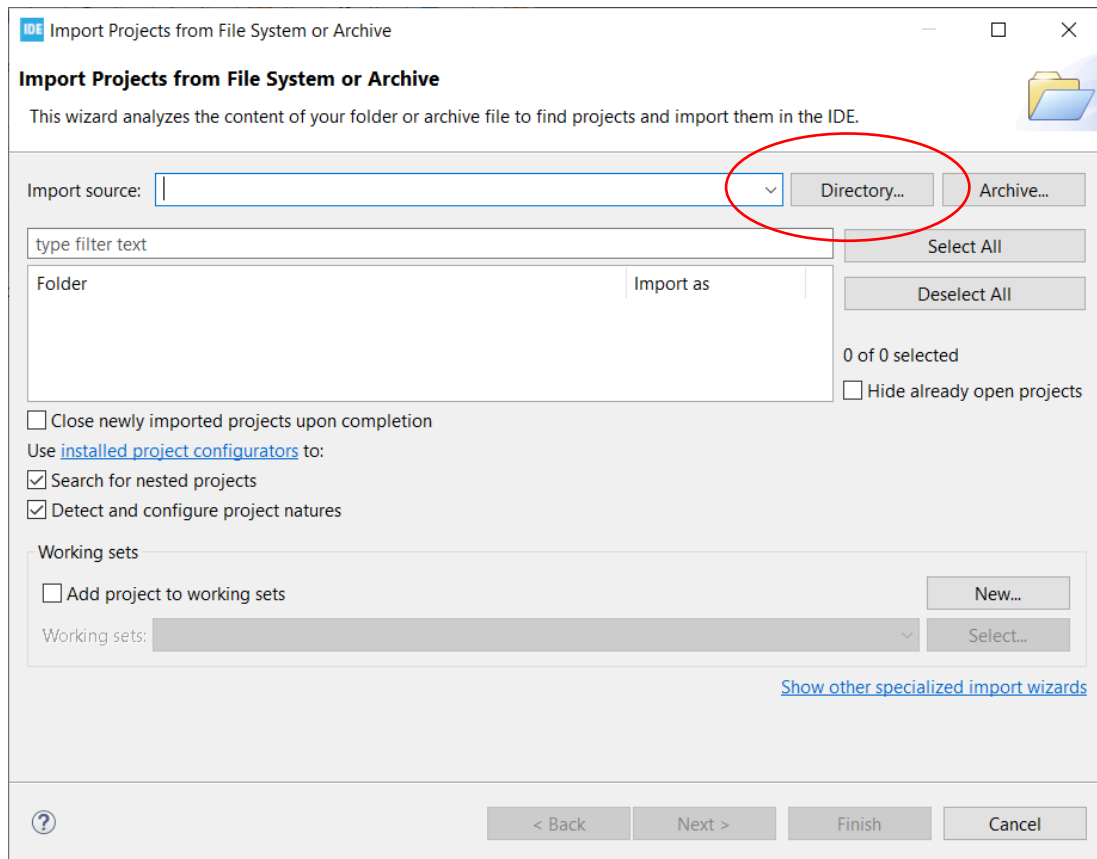 IDE Import Projects from File System or Archive
Import Projects from File System or Archive
This wizard analyzes the content of your folder or archive file to find projects and import them in the IDE.
Import source: Directory... Archive...
type filter text Select All
Folder Import as
Deselect All
0 of 0 selected
Hide already open projects
Close newly imported projects upon completion
Use installed project configurators to:
Search for nested projects
Detect and configure project natures
Working sets
Add project to working sets New...
Working sets: Select...
Show other specialized import wizards
? < Back Next > Finish Cancel